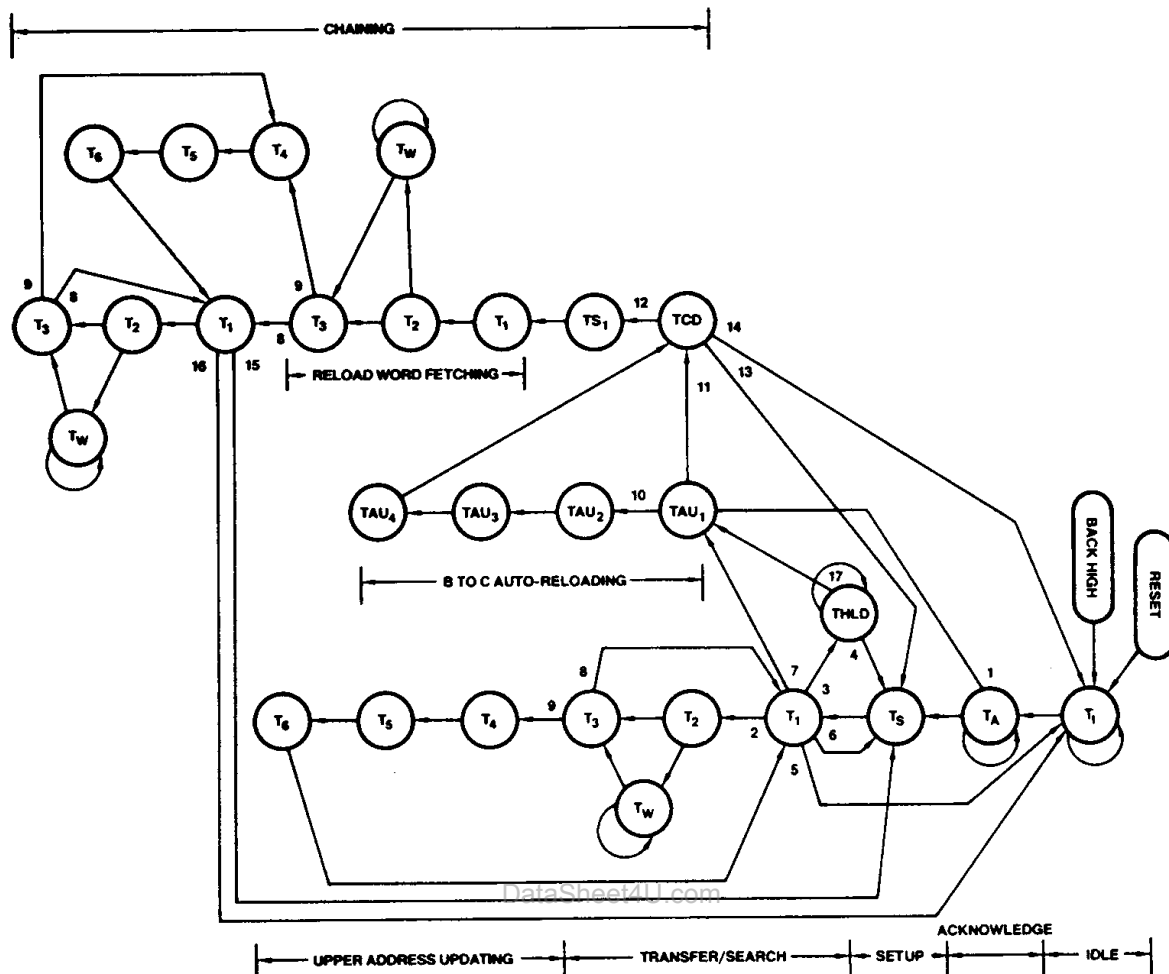 CHAINING
T6 T5 T4 TW
9 8 9 12 14
T3 T2 T1 T3 T2 T1 TS1 TCD
16 15 8 13
RELOAD WORD FETCHING
11
TW
10
TAU4 TAU3 TAU2 TAU1
B TO C AUTO-RELOADING
BACK HIGH
RESET
17
THLD
8 7 4 1
9 3
T6 T5 T4 T3 T2 T1 TS TA TI
2 6
5
TW
DataSheet4U.com
ACKNOWLEDGE
UPPER ADDRESS UPDATING TRANSFER/SEARCH SETUP IDLE